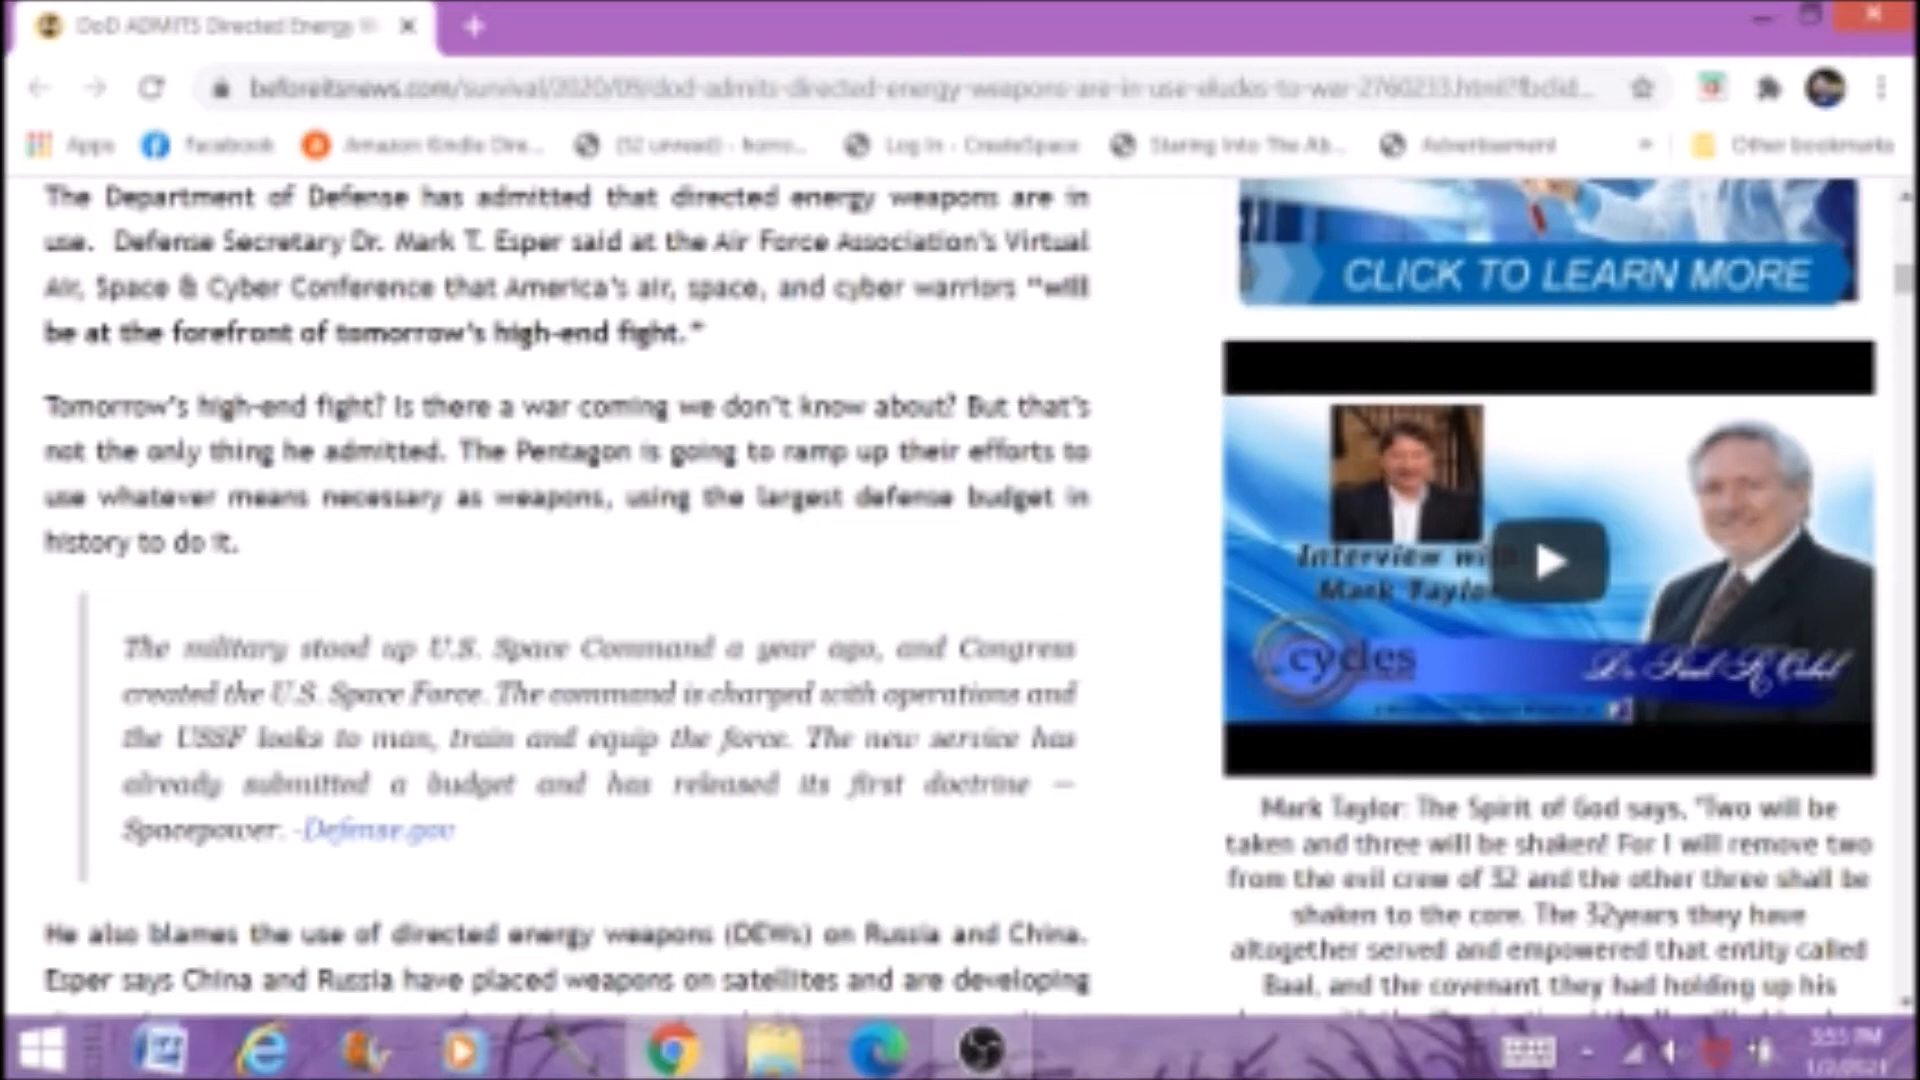 DoD ADMITS Directed Energy
beforeitsnews.com/survival/2020/09/dod-admits-directed-energy-weapons-are-in-use-eludes-to-war-2760233.html?fbclid...
Apps
Facebook
Amazon Kindle Dire...
(52 unread) -
Log In - CreateSpace
Staring Into The Ab...
Advertisement
»
Other bookmarks
The Department of Defense has admitted that directed energy weapons are in
use. Defense Secretary Dr. Mark T. Esper said at the Air Force Association's Virtual
Air, Space & Cyber Conference that America's air, space, and cyber warriors "will
be at the forefront of tomorrow's high-end fight."
Tomorrow's high-end fight? Is there a war coming we don't know about? But that's
not the only thing he admitted. The Pentagon is going to ramp up their efforts to
use whatever means necessary as weapons, using the largest defense budget in
history to do it.
The military stood up U.S. Space Command a year ago, and Congress
created the U.S. Space Force. The command is charged with operations and
the USSF looks to man, train and equip the force. The new service has
already submitted a budget and has released its first doctrine —
Spacepower. -Defense.gov
He also blames the use of directed energy weapons (DEWs) on Russia and China.
Esper says China and Russia have placed weapons on satellites and are developing
CLICK TO LEARN MORE
Interview
Mark Taylor
cycles
Mark Taylor: The Spirit of God says, "Two will be
taken and three will be shaken! For I will remove two
from the evil crew of 32 and the other three shall be
shaken to the core. The 32years they have
altogether served and empowered that entity called
Baal, and the covenant they had holding up his
3:55 PM